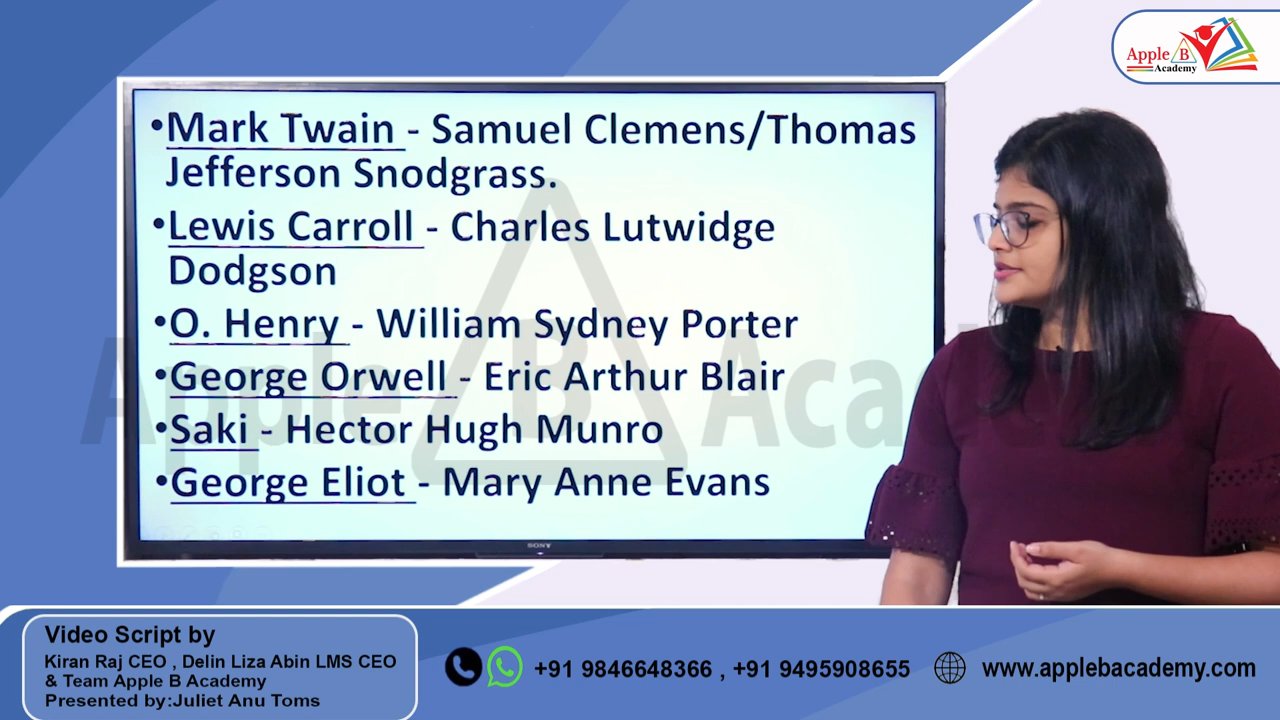 Apple B
Academy
•Mark Twain - Samuel Clemens/Thomas
Jefferson Snodgrass.
•Lewis Carroll - Charles Lutwidge
Dodgson
•O. Henry - William Sydney Porter
•George Orwell - Eric Arthur Blair
•Saki - Hector Hugh Munro
•George Eliot - Mary Anne Evans
Apple B Academy
SONY
Video Script by
Kiran Raj CEO , Delin Liza Abin LMS CEO
& Team Apple B Academy
Presented by:Juliet Anu Toms
+91 9846648366 , +91 9495908655
www.applebacademy.com